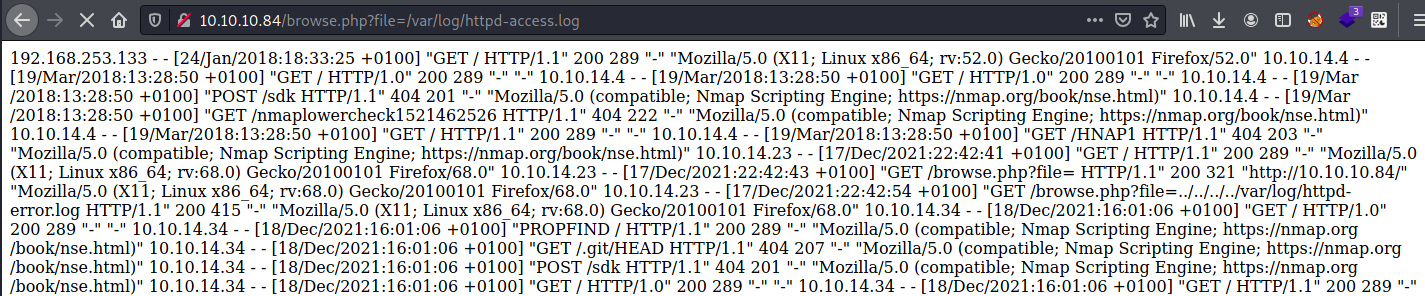 10.10.10.84/browse.php?file=/var/log/httpd-access.log
3
192.168.253.133 - - [24/Jan/2018:18:33:25 +0100] "GET / HTTP/1.1" 200 289 "-" "Mozilla/5.0 (X11; Linux x86_64; rv:52.0) Gecko/20100101 Firefox/52.0" 10.10.14.4 - -
[19/Mar/2018:13:28:50 +0100] "GET / HTTP/1.0" 200 289 "-" "-" 10.10.14.4 - - [19/Mar/2018:13:28:50 +0100] "GET / HTTP/1.0" 200 289 "-" "-" 10.10.14.4 - - [19/Mar
/2018:13:28:50 +0100] "POST /sdk HTTP/1.1" 404 201 "-" "Mozilla/5.0 (compatible; Nmap Scripting Engine; https://nmap.org/book/nse.html)" 10.10.14.4 - - [19/Mar
/2018:13:28:50 +0100] "GET /nmaplowercheck1521462526 HTTP/1.1" 404 222 "-" "Mozilla/5.0 (compatible; Nmap Scripting Engine; https://nmap.org/book/nse.html)"
10.10.14.4 - - [19/Mar/2018:13:28:50 +0100] "GET / HTTP/1.1" 200 289 "-" "-" 10.10.14.4 - - [19/Mar/2018:13:28:50 +0100] "GET /HNAP1 HTTP/1.1" 404 203 "-"
"Mozilla/5.0 (compatible; Nmap Scripting Engine; https://nmap.org/book/nse.html)" 10.10.14.23 - - [17/Dec/2021:22:42:41 +0100] "GET / HTTP/1.1" 200 289 "-" "Mozilla/5.0
(X11; Linux x86_64; rv:68.0) Gecko/20100101 Firefox/68.0" 10.10.14.23 - - [17/Dec/2021:22:42:43 +0100] "GET /browse.php?file= HTTP/1.1" 200 321 "http://10.10.10.84/"
"Mozilla/5.0 (X11; Linux x86_64; rv:68.0) Gecko/20100101 Firefox/68.0" 10.10.14.23 - - [17/Dec/2021:22:42:54 +0100] "GET /browse.php?file=../../../../var/log/httpd-
error.log HTTP/1.1" 200 415 "-" "Mozilla/5.0 (X11; Linux x86_64; rv:68.0) Gecko/20100101 Firefox/68.0" 10.10.14.34 - - [18/Dec/2021:16:01:06 +0100] "GET / HTTP/1.0"
200 289 "-" "-" 10.10.14.34 - - [18/Dec/2021:16:01:06 +0100] "PROPFIND / HTTP/1.1" 200 289 "-" "Mozilla/5.0 (compatible; Nmap Scripting Engine; https://nmap.org
/book/nse.html)" 10.10.14.34 - - [18/Dec/2021:16:01:06 +0100] "GET /.git/HEAD HTTP/1.1" 404 207 "-" "Mozilla/5.0 (compatible; Nmap Scripting Engine; https://nmap.org
/book/nse.html)" 10.10.14.34 - - [18/Dec/2021:16:01:06 +0100] "POST /sdk HTTP/1.1" 404 201 "-" "Mozilla/5.0 (compatible; Nmap Scripting Engine; https://nmap.org
/book/nse.html)" 10.10.14.34 - - [18/Dec/2021:16:01:06 +0100] "GET / HTTP/1.0" 200 289 "-" "-" 10.10.14.34 - - [18/Dec/2021:16:01:06 +0100] "GET / HTTP/1.1" 200 289 "-"